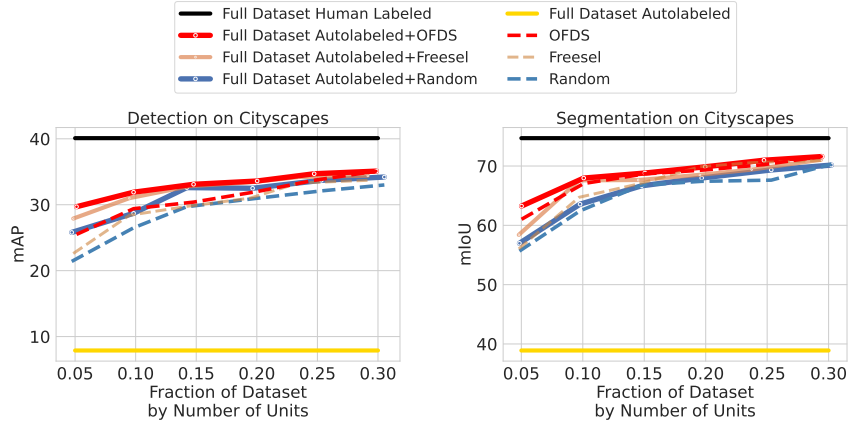 Full Dataset Human Labeled
Full Dataset Autolabeled+OFDS
Full Dataset Autolabeled+Freesel
Full Dataset Autolabeled+Random
Full Dataset Autolabeled
OFDS
Freesel
Random
Detection on Cityscapes
mAP
40
30
20
10
0.05 0.10 0.15 0.20 0.25 0.30
Fraction of Dataset
by Number of Units
Segmentation on Cityscapes
mIoU
70
60
50
40
0.05 0.10 0.15 0.20 0.25 0.30
Fraction of Dataset
by Number of Units